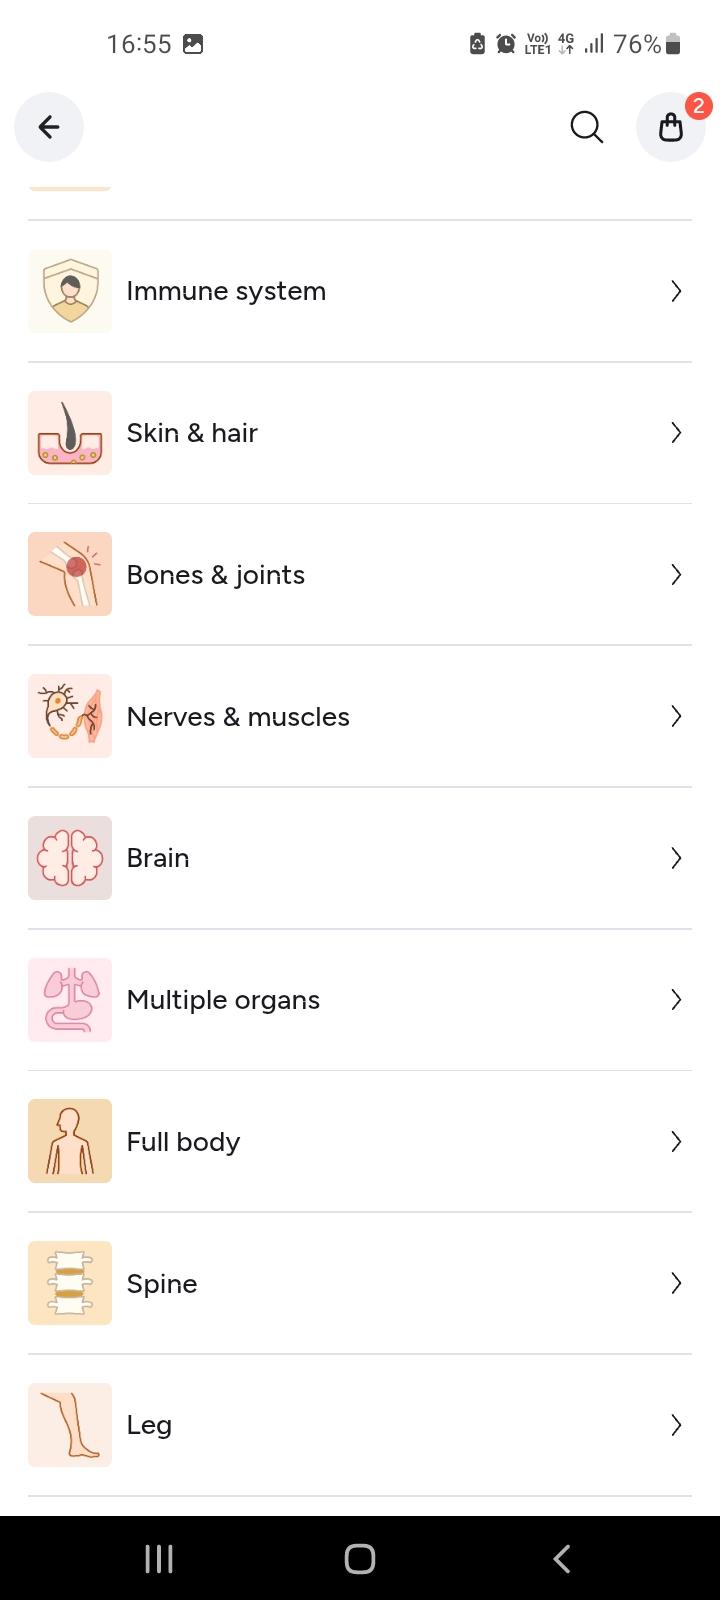 16:55
Vo))
LTE1
4G
76%
2
Immune system
Skin & hair
Bones & joints
Nerves & muscles
Brain
Multiple organs
Full body
Spine
Leg